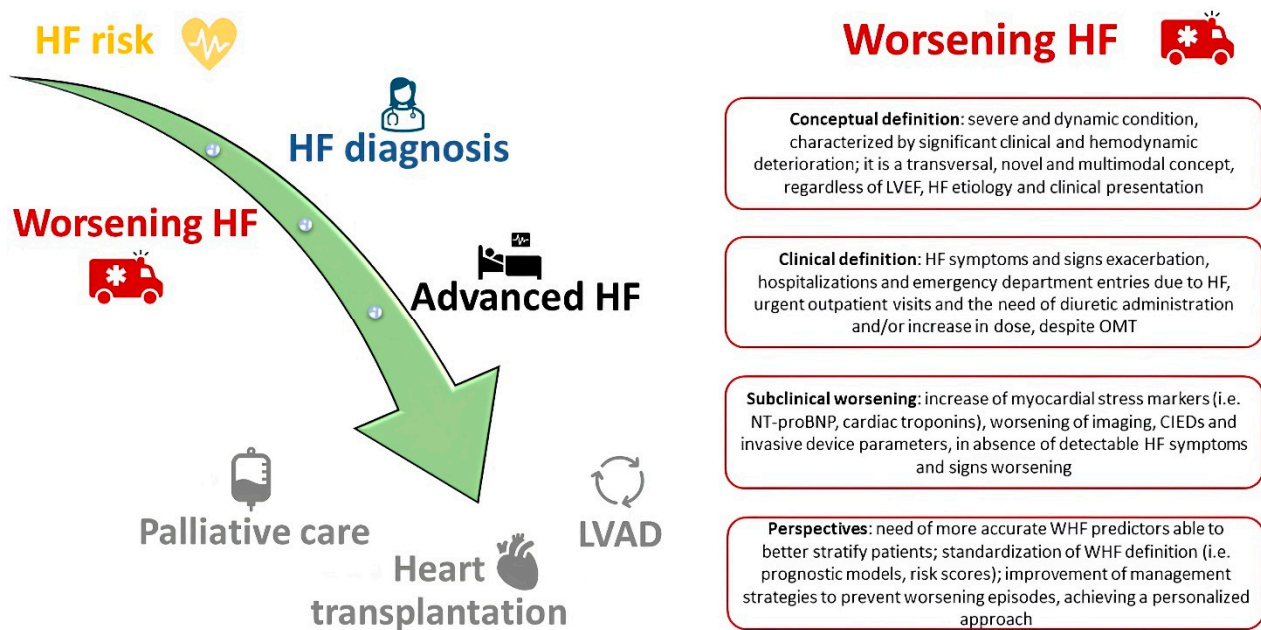 HF risk
HF diagnosis
Worsening HF
Advanced HF
Palliative care
LVAD
Heart
transplantation
Worsening HF
Conceptual definition: severe and dynamic condition,
characterized by significant clinical and hemodynamic
deterioration; it is a transversal, novel and multimodal concept,
regardless of LVEF, HF etiology and clinical presentation
Clinical definition: HF symptoms and signs exacerbation,
hospitalizations and emergency department entries due to HF,
urgent outpatient visits and the need of diuretic administration
and/or increase in dose, despite OMT
Subclinical worsening: increase of myocardial stress markers (i.e.
NT-proBNP, cardiac troponins), worsening of imaging, CIEDs and
invasive device parameters, in absence of detectable HF symptoms
and signs worsening
Perspectives: need of more accurate WHF predictors able to
better stratify patients; standardization of WHF definition (i.e.
prognostic models, risk scores); improvement of management
strategies to prevent worsening episodes, achieving a personalized
approach